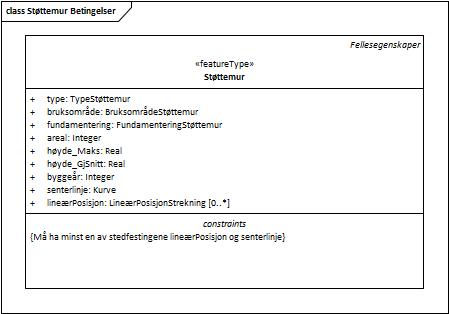 class Støttemur Betingelser
Fellesegenskaper
«featureType»
Støttemur
+ type: TypeStøttemur
+ bruksområde: BruksområdeStøttemur
+ fundamentering: FundamenteringStøttemur
+ areal: Integer
+ høyde_Maks: Real
+ høyde_GjSnitt: Real
+ byggeår: Integer
+ senterlinje: Kurve
+ lineærPosisjon: LineærPosisjonStrekning [0..*]
constraints
{Må ha minst en av stedfestingene lineærPosisjon og senterlinje}